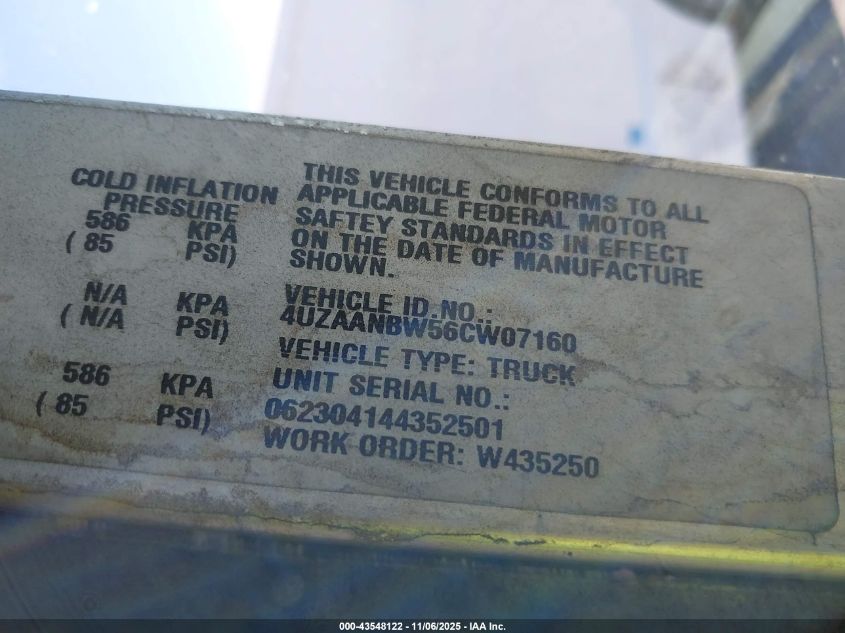 COLD INFLATION
PRESSURE
586 KPA
( 85 PSI)
N/A KPA
( N/A PSI)
586 KPA
( 85 PSI)
THIS VEHICLE CONFORMS TO ALL
APPLICABLE FEDERAL MOTOR
SAFTEY STANDARDS IN EFFECT
ON THE DATE OF MANUFACTURE
SHOWN.
VEHICLE ID.NO.:
4UZAANBW56CW07160
VEHICLE TYPE: TRUCK
UNIT SERIAL NO.:
062304144352501
WORK ORDER: W435250
000-43548122 - 11/06/2025 - IAA Inc.